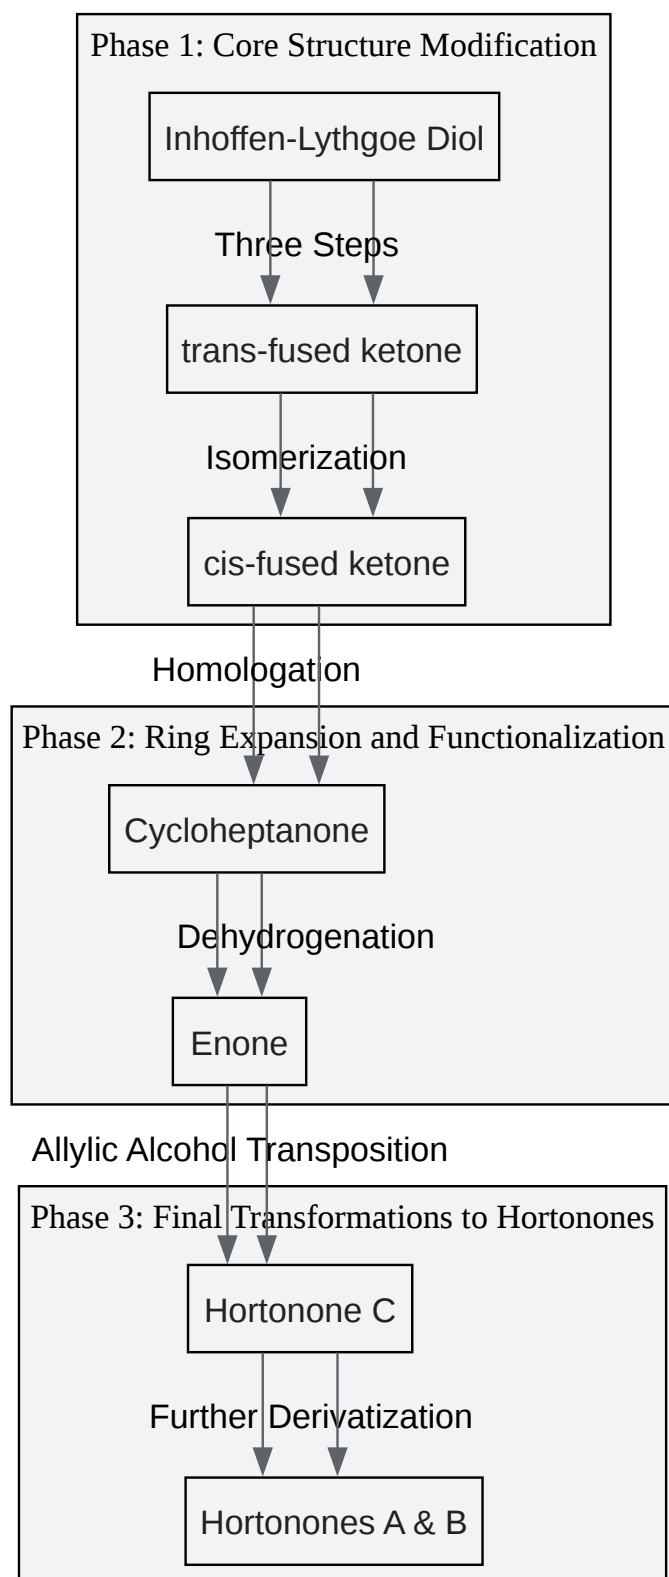 Phase 1: Core Structure Modification
Inhoffen-Lythgoe Diol
Three Steps
trans-fused ketone
Isomerization
cis-fused ketone
Homologation
Phase 2: Ring Expansion and Functionalization
Cycloheptanone
Dehydrogenation
Enone
Allylic Alcohol Transposition
Phase 3: Final Transformations to Hortonones
Hortonone C
Further Derivatization
Hortonones A & B